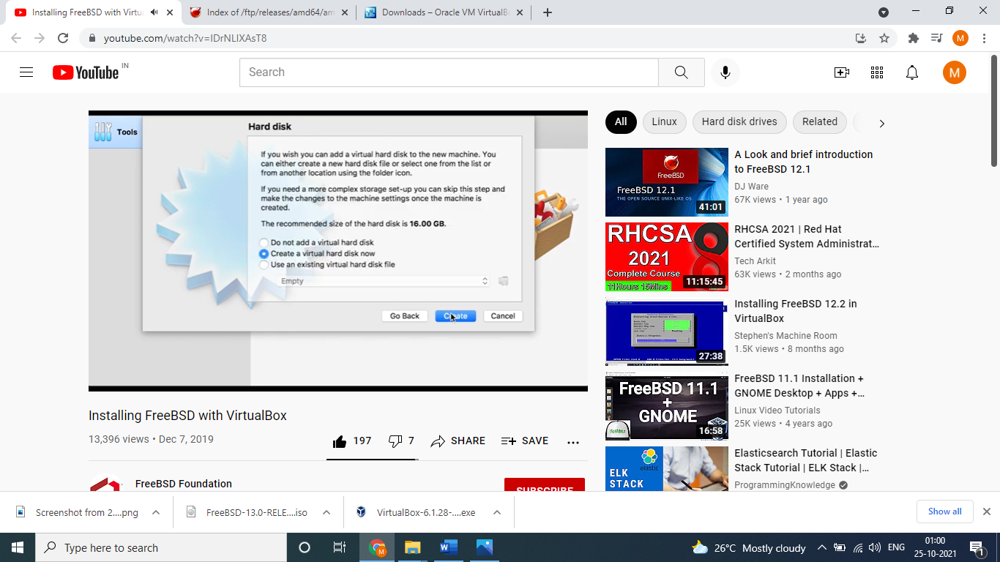 Installing FreeBSD with Virtu
Index of /ftp/releases/amd64/am
Downloads – Oracle VM VirtualB
youtube.com/watch?v=IDrNLIXAsT8
M
YouTube IN
Search
M
Tools
Hard disk
If you wish you can add a virtual hard disk to the new machine. You
can either create a new hard disk file or select one from the list or
from another location using the folder icon.
If you need a more complex storage set-up you can skip this step and
make the changes to the machine settings once the machine is
created.
The recommended size of the hard disk is 16.00 GB.
Do not add a virtual hard disk
Create a virtual hard disk now
Use an existing virtual hard disk file
Empty
Go Back
Create
Cancel
Installing FreeBSD with VirtualBox
13,396 views • Dec 7, 2019
197
7
SHARE
SAVE
FreeBSD Foundation
SUBSCRIBE
All
Linux
Hard disk drives
Related
FreeBSD
FreeBSD 12.1
THE OPEN SOURCE UNIX-LIKE OS
41:01
A Look and brief introduction
to FreeBSD 12.1
DJ Ware
67K views • 1 year ago
RHCSA 8
2021
Complete Course
11Hours 15Mins
11:15:45
RHCSA 2021 | Red Hat
Certified System Administrat...
Tech Arkit
63K views • 2 months ago
27:38
Installing FreeBSD 12.2 in
VirtualBox
Stephen's Machine Room
1.5K views • 8 months ago
FreeBSD 11.1
+
GNOME
16:58
FreeBSD 11.1 Installation +
GNOME Desktop + Apps +...
Linux Video Tutorials
25K views • 4 years ago
ELK
STACK
elastic
Elasticsearch Tutorial | Elastic
Stack Tutorial | ELK Stack |...
ProgrammingKnowledge
Screenshot from 2....png
FreeBSD-13.0-RELE....iso
VirtualBox-6.1.28-....exe
Show all
Type here to search
M
26°C Mostly cloudy
ENG
01:00
25-10-2021
1